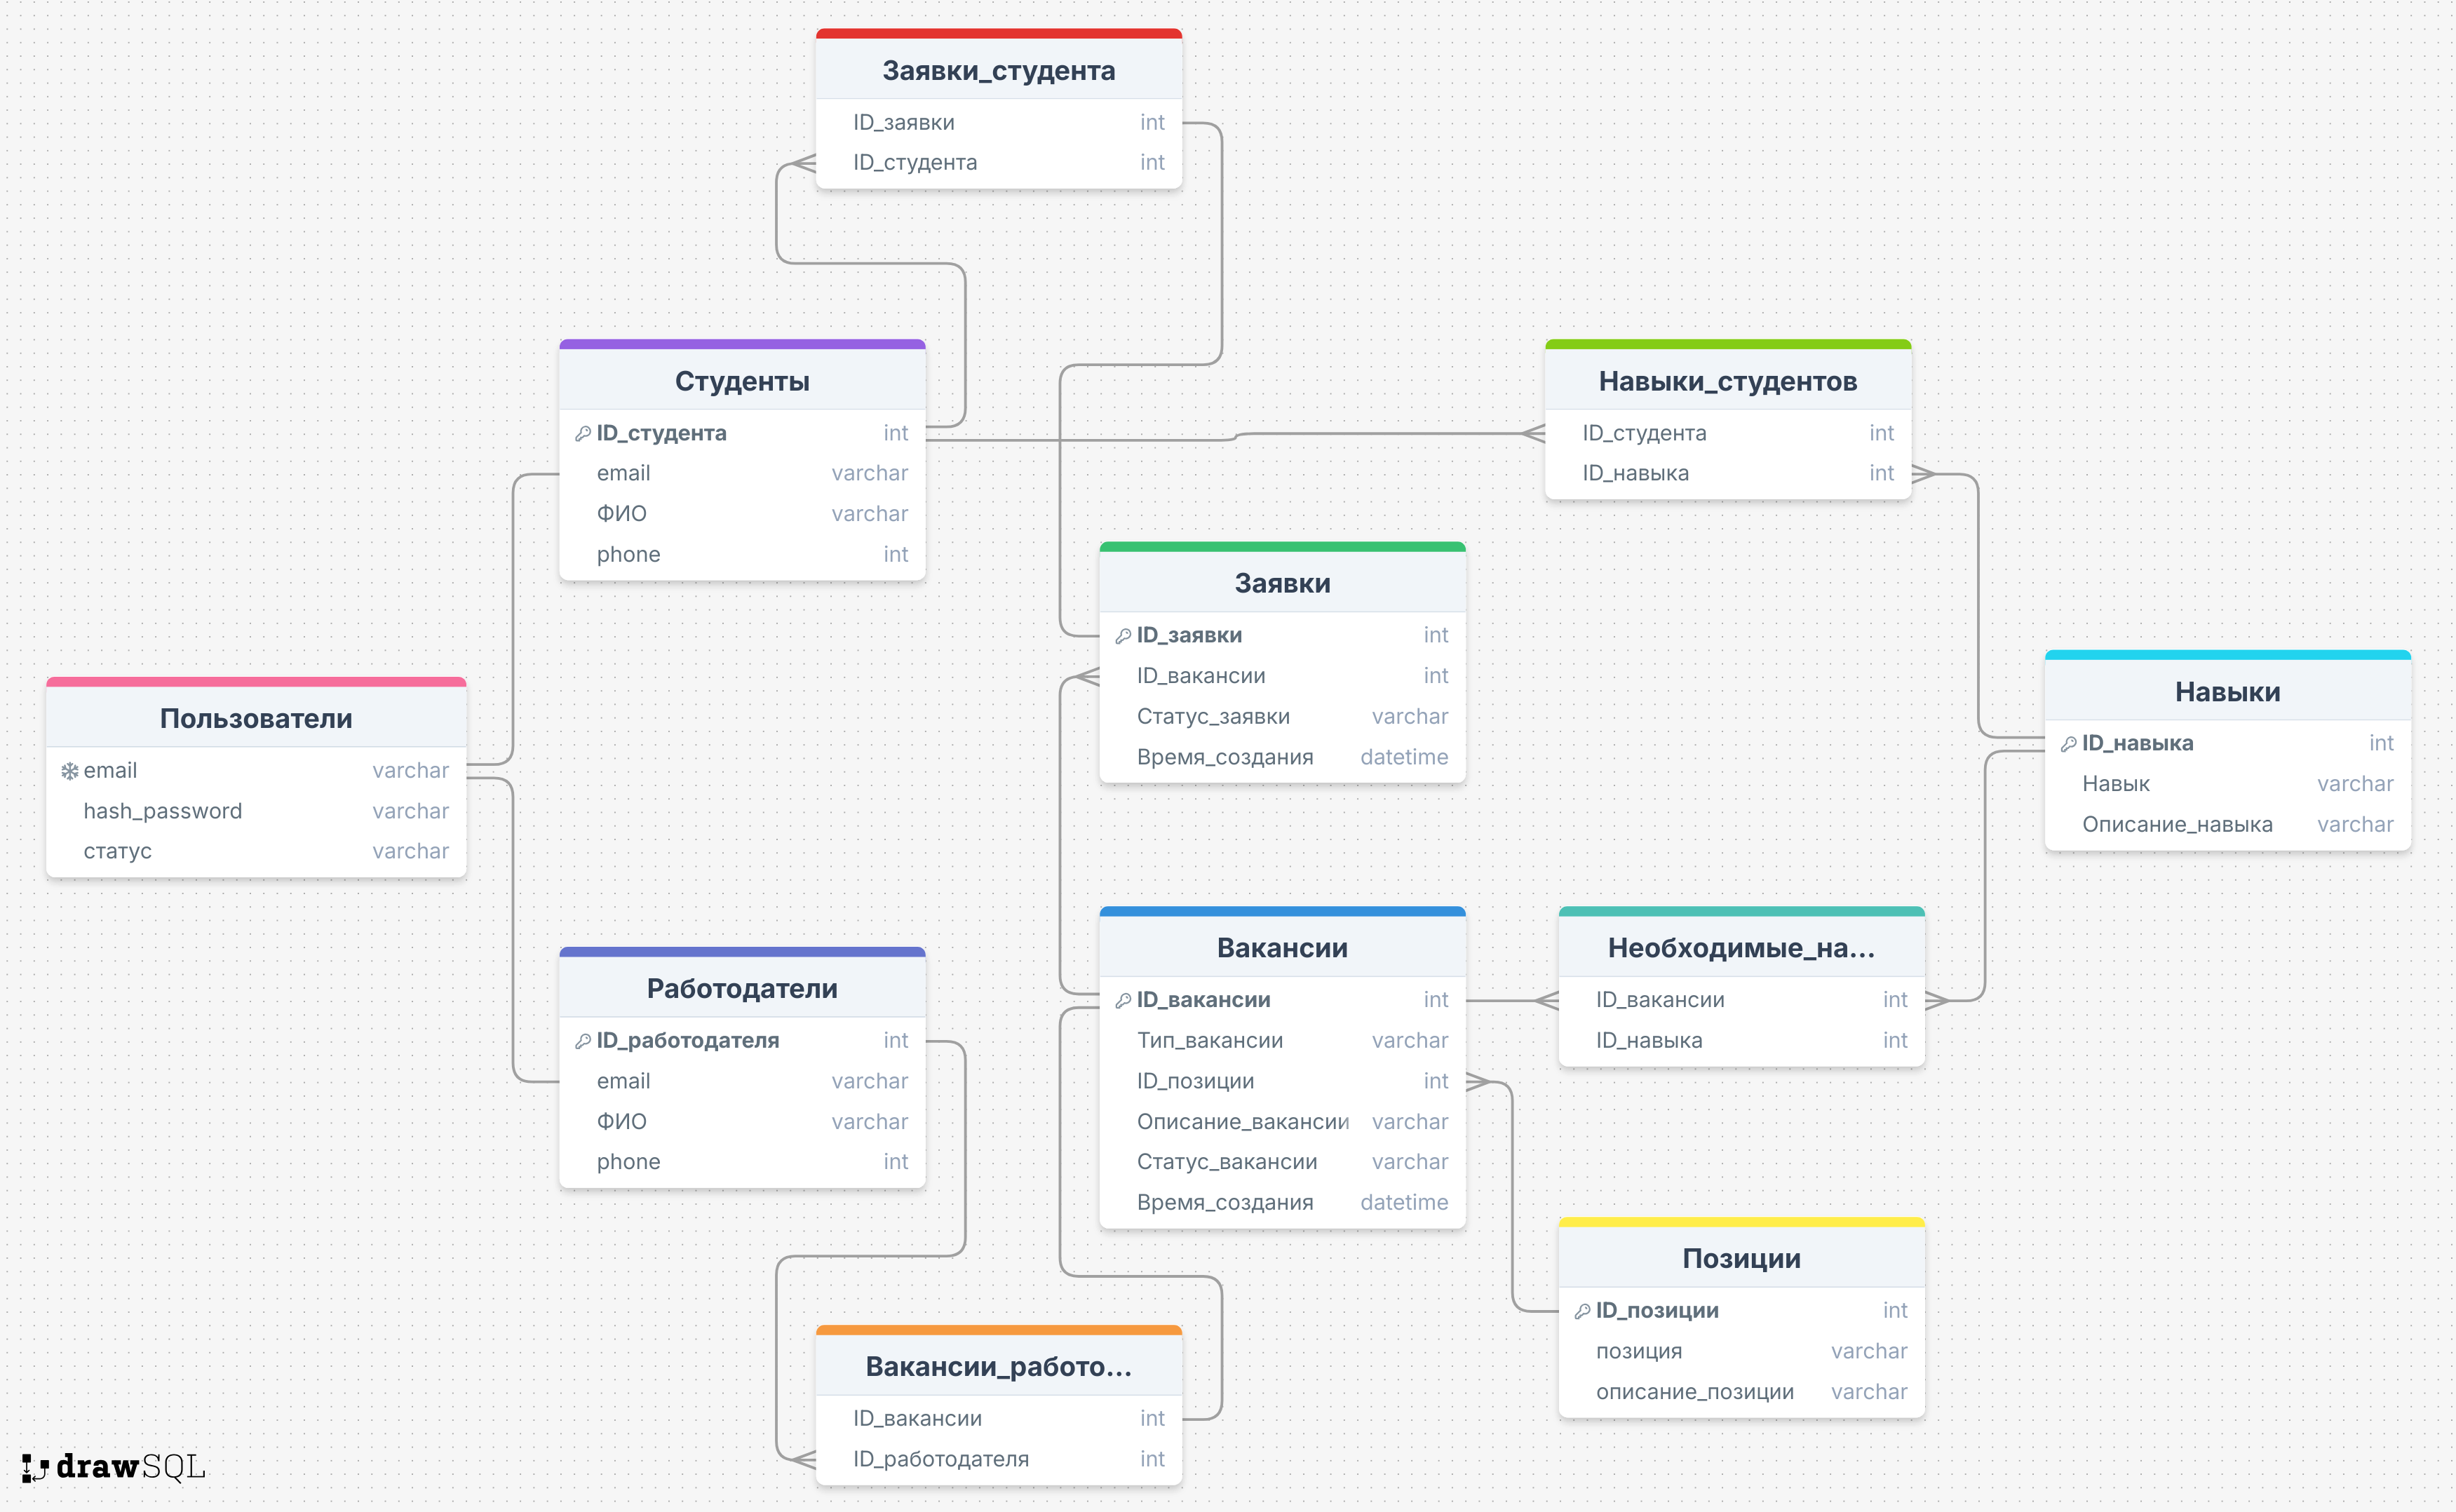 Заявки_студента
ID_заявки int
ID_студента int
Студенты
ID_студента int
email varchar
ФИО varchar
phone int
Навыки_студентов
ID_студента int
ID_навыка int
Заявки
ID_заявки int
ID_вакансии int
Статус_заявки varchar
Время_создания datetime
Пользователи
email varchar
hash_password varchar
статус varchar
Навыки
ID_навыка int
Навык varchar
Описание_навыка varchar
Работодатели
ID_работодателя int
email varchar
ФИО varchar
phone int
Вакансии
ID_вакансии int
Тип_вакансии varchar
ID_позиции int
Описание_вакансии varchar
Статус_вакансии varchar
Время_создания datetime
Необходимые_на...
ID_вакансии int
ID_навыка int
Позиции
ID_позиции int
позиция varchar
описание_позиции varchar
Вакансии_работо...
ID_вакансии int
ID_работодателя int
drawSQL